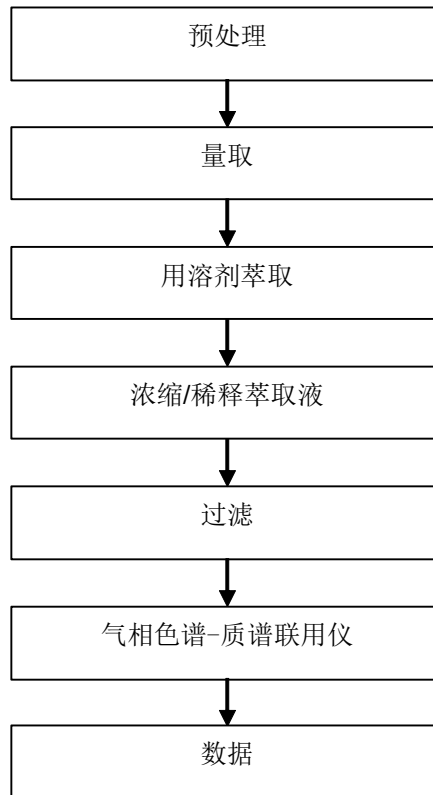 预处理
量取
用溶剂萃取
浓缩/稀释萃取液
过滤
气相色谱-质谱联用仪
数据